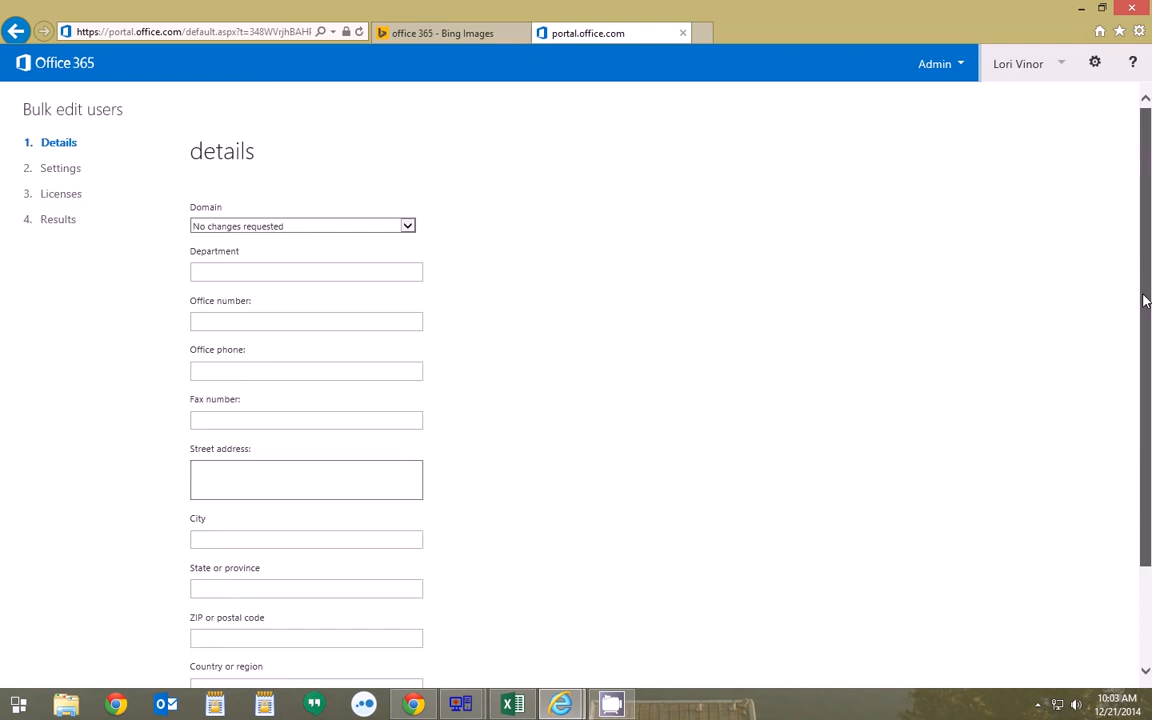 https://portal.office.com/default.aspx?t=348WVrjhBAHF
office 365 - Bing Images
portal.office.com
Office 365
Admin
Lori Vinor
?
Bulk edit users
1. Details
2. Settings
3. Licenses
4. Results
details
Domain
No changes requested
Department
Office number:
Office phone:
Fax number:
Street address:
City
State or province
ZIP or postal code
Country or region
10:03 AM
12/21/2014